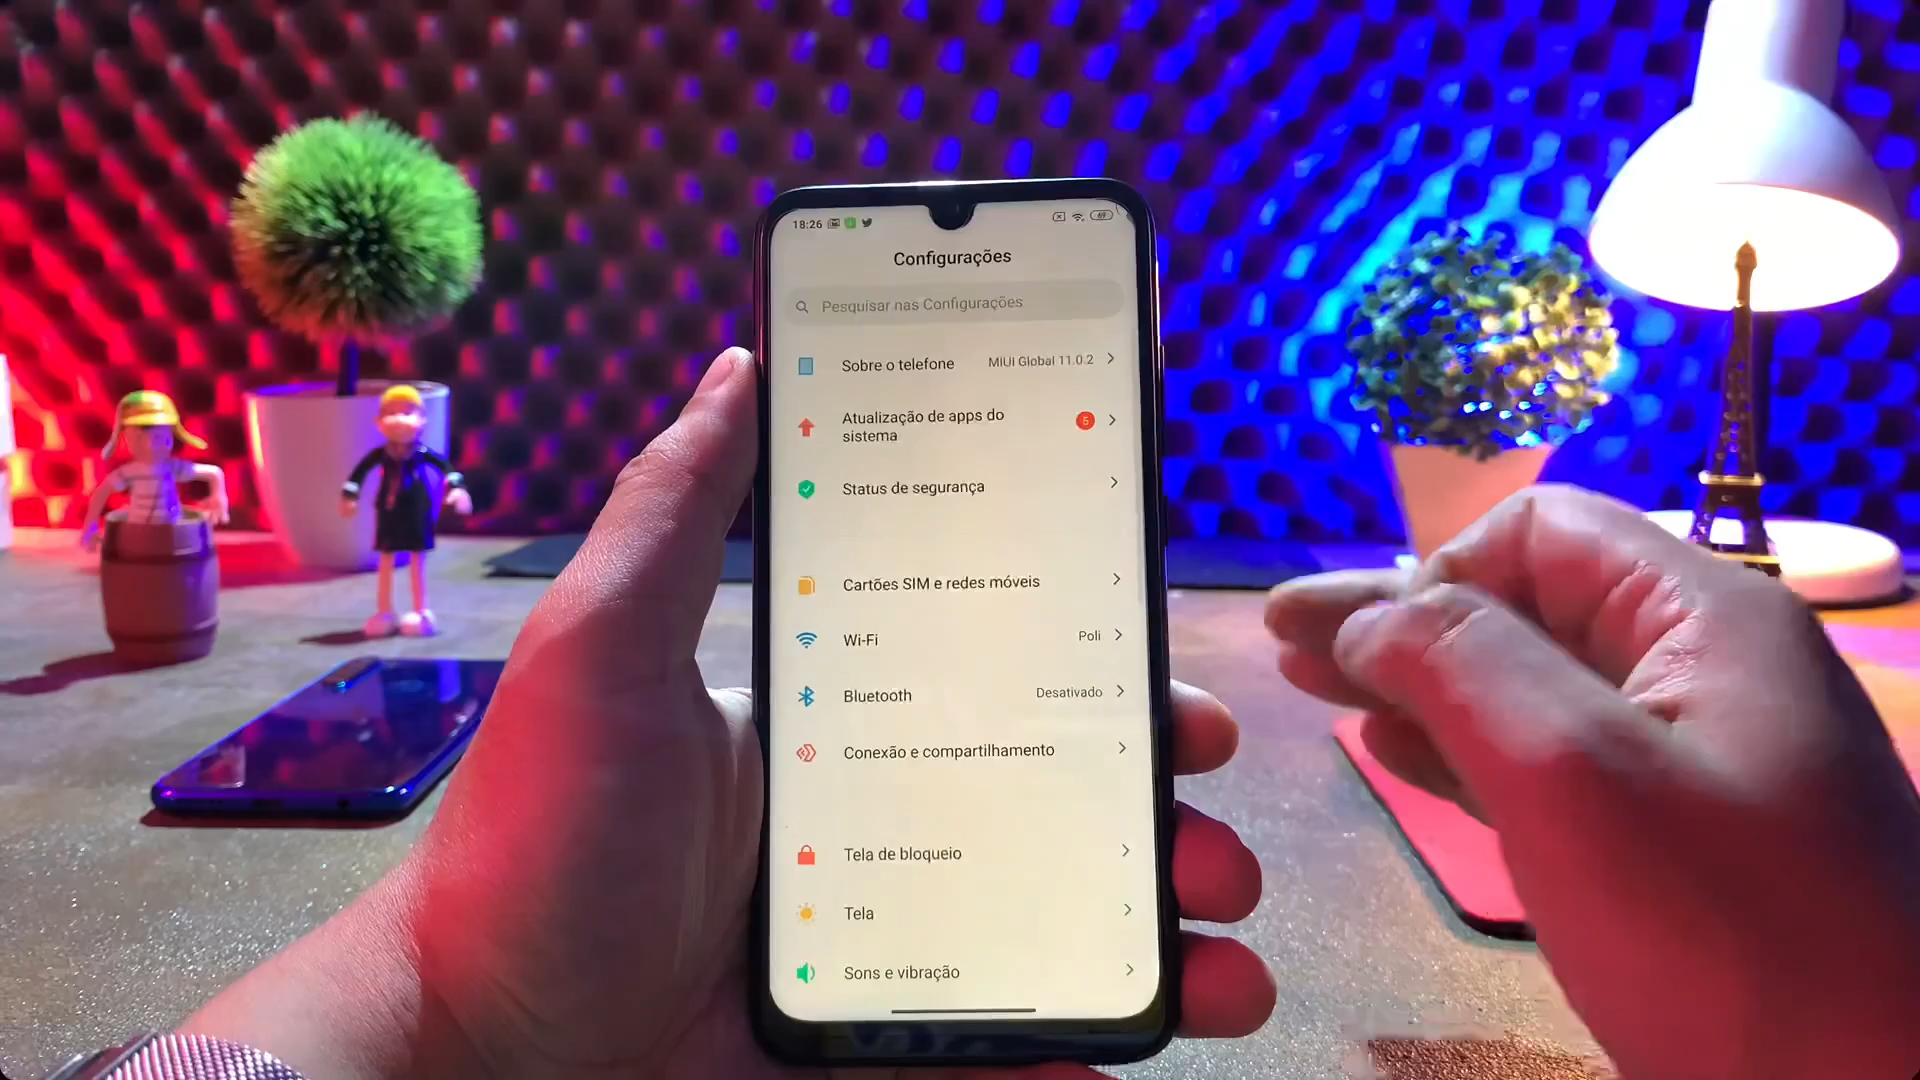 18:26
69
Configurações
Pesquisar nas Configurações
Sobre o telefone MIUI Global 11.0.2
Atualização de apps do
sistema
5
Status de segurança
Cartões SIM e redes móveis
Wi-Fi Poli
Bluetooth Desativado
Conexão e compartilhamento
Tela de bloqueio
Tela
Sons e vibração